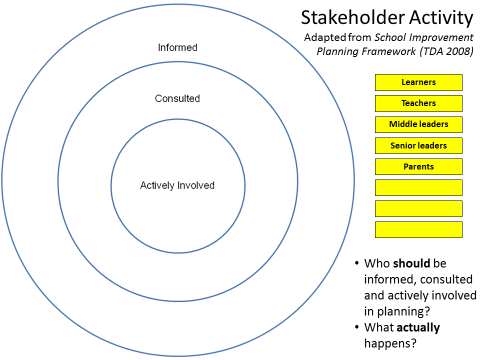 Stakeholder Activity
Adapted from School Improvement
Planning Framework (TDA 2008)
Informed
Consulted
Actively Involved
Learners
Teachers
Middle leaders
Senior leaders
Parents
• Who should be
informed, consulted
and actively involved
in planning?
• What actually
happens?